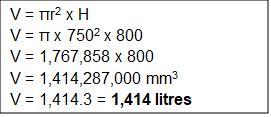 V = πr² x H
V = π x 750² x 800
V = 1,767,858 x 800
V = 1,414,287,000 mm³
V = 1,414.3 = 1,414 litres